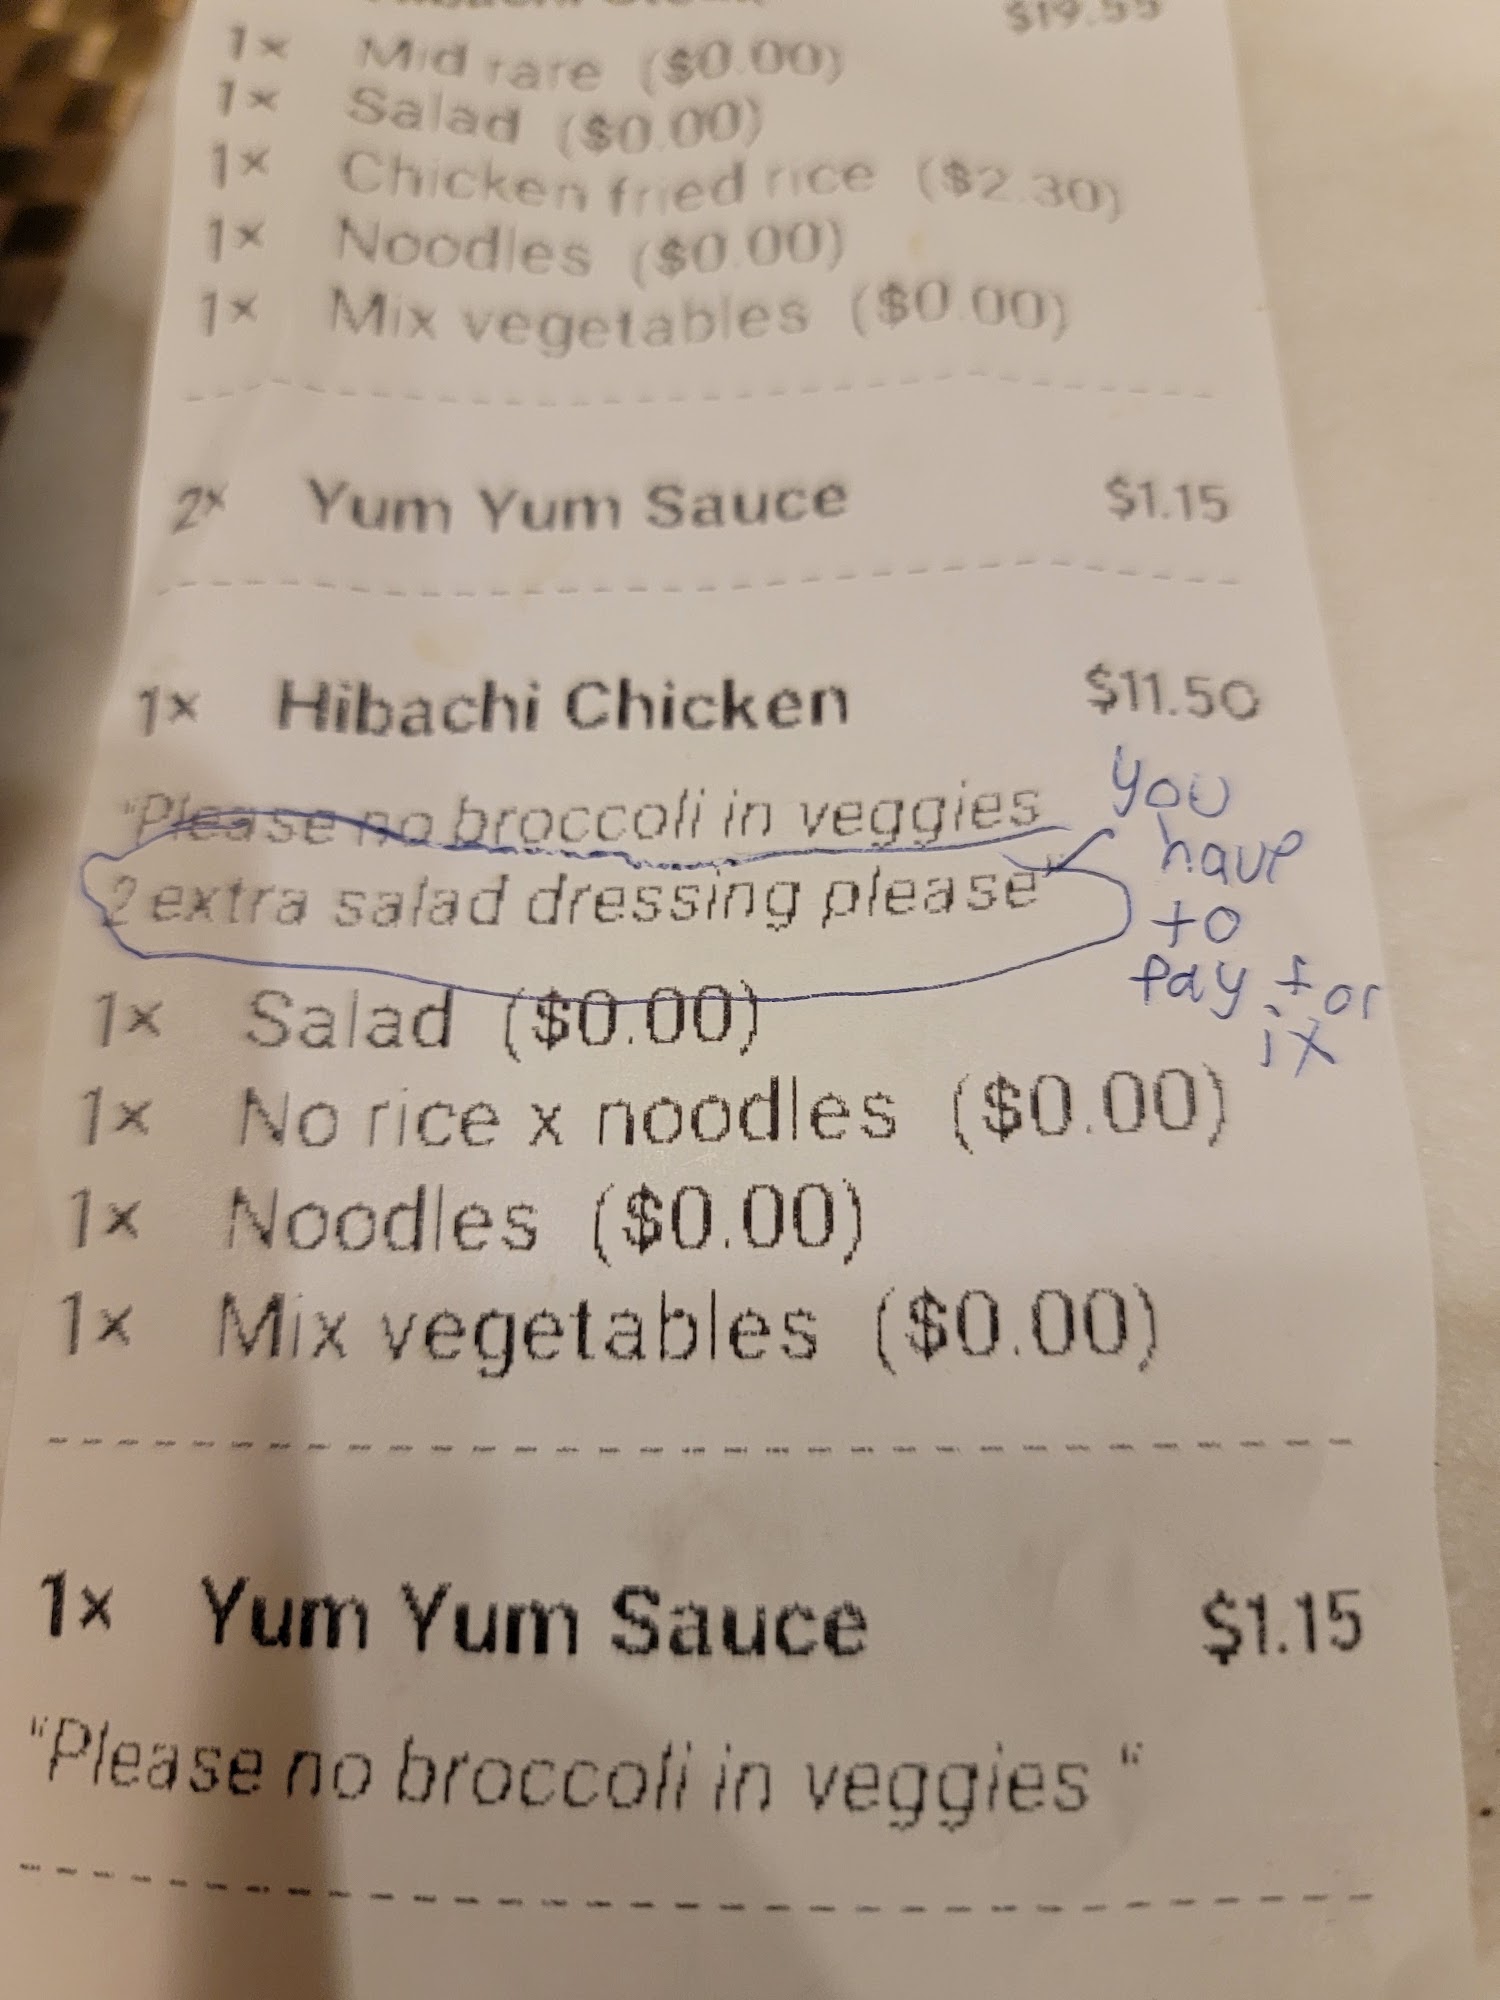 $19.55
1x Mid rare ($0.00)
1x Salad ($0.00)
1x Chicken fried rice ($2.30)
1x Noodles ($0.00)
1x Mix vegetables ($0.00)
2x Yum Yum Sauce $1.15
1x Hibachi Chicken $11.50
"Please no broccoli in veggies
2 extra salad dressing please"
you
have
to
pay for
it
1x Salad ($0.00)
1x No rice x noodles ($0.00)
1x Noodles ($0.00)
1x Mix vegetables ($0.00)
1x Yum Yum Sauce $1.15
"Please no broccoli in veggies "